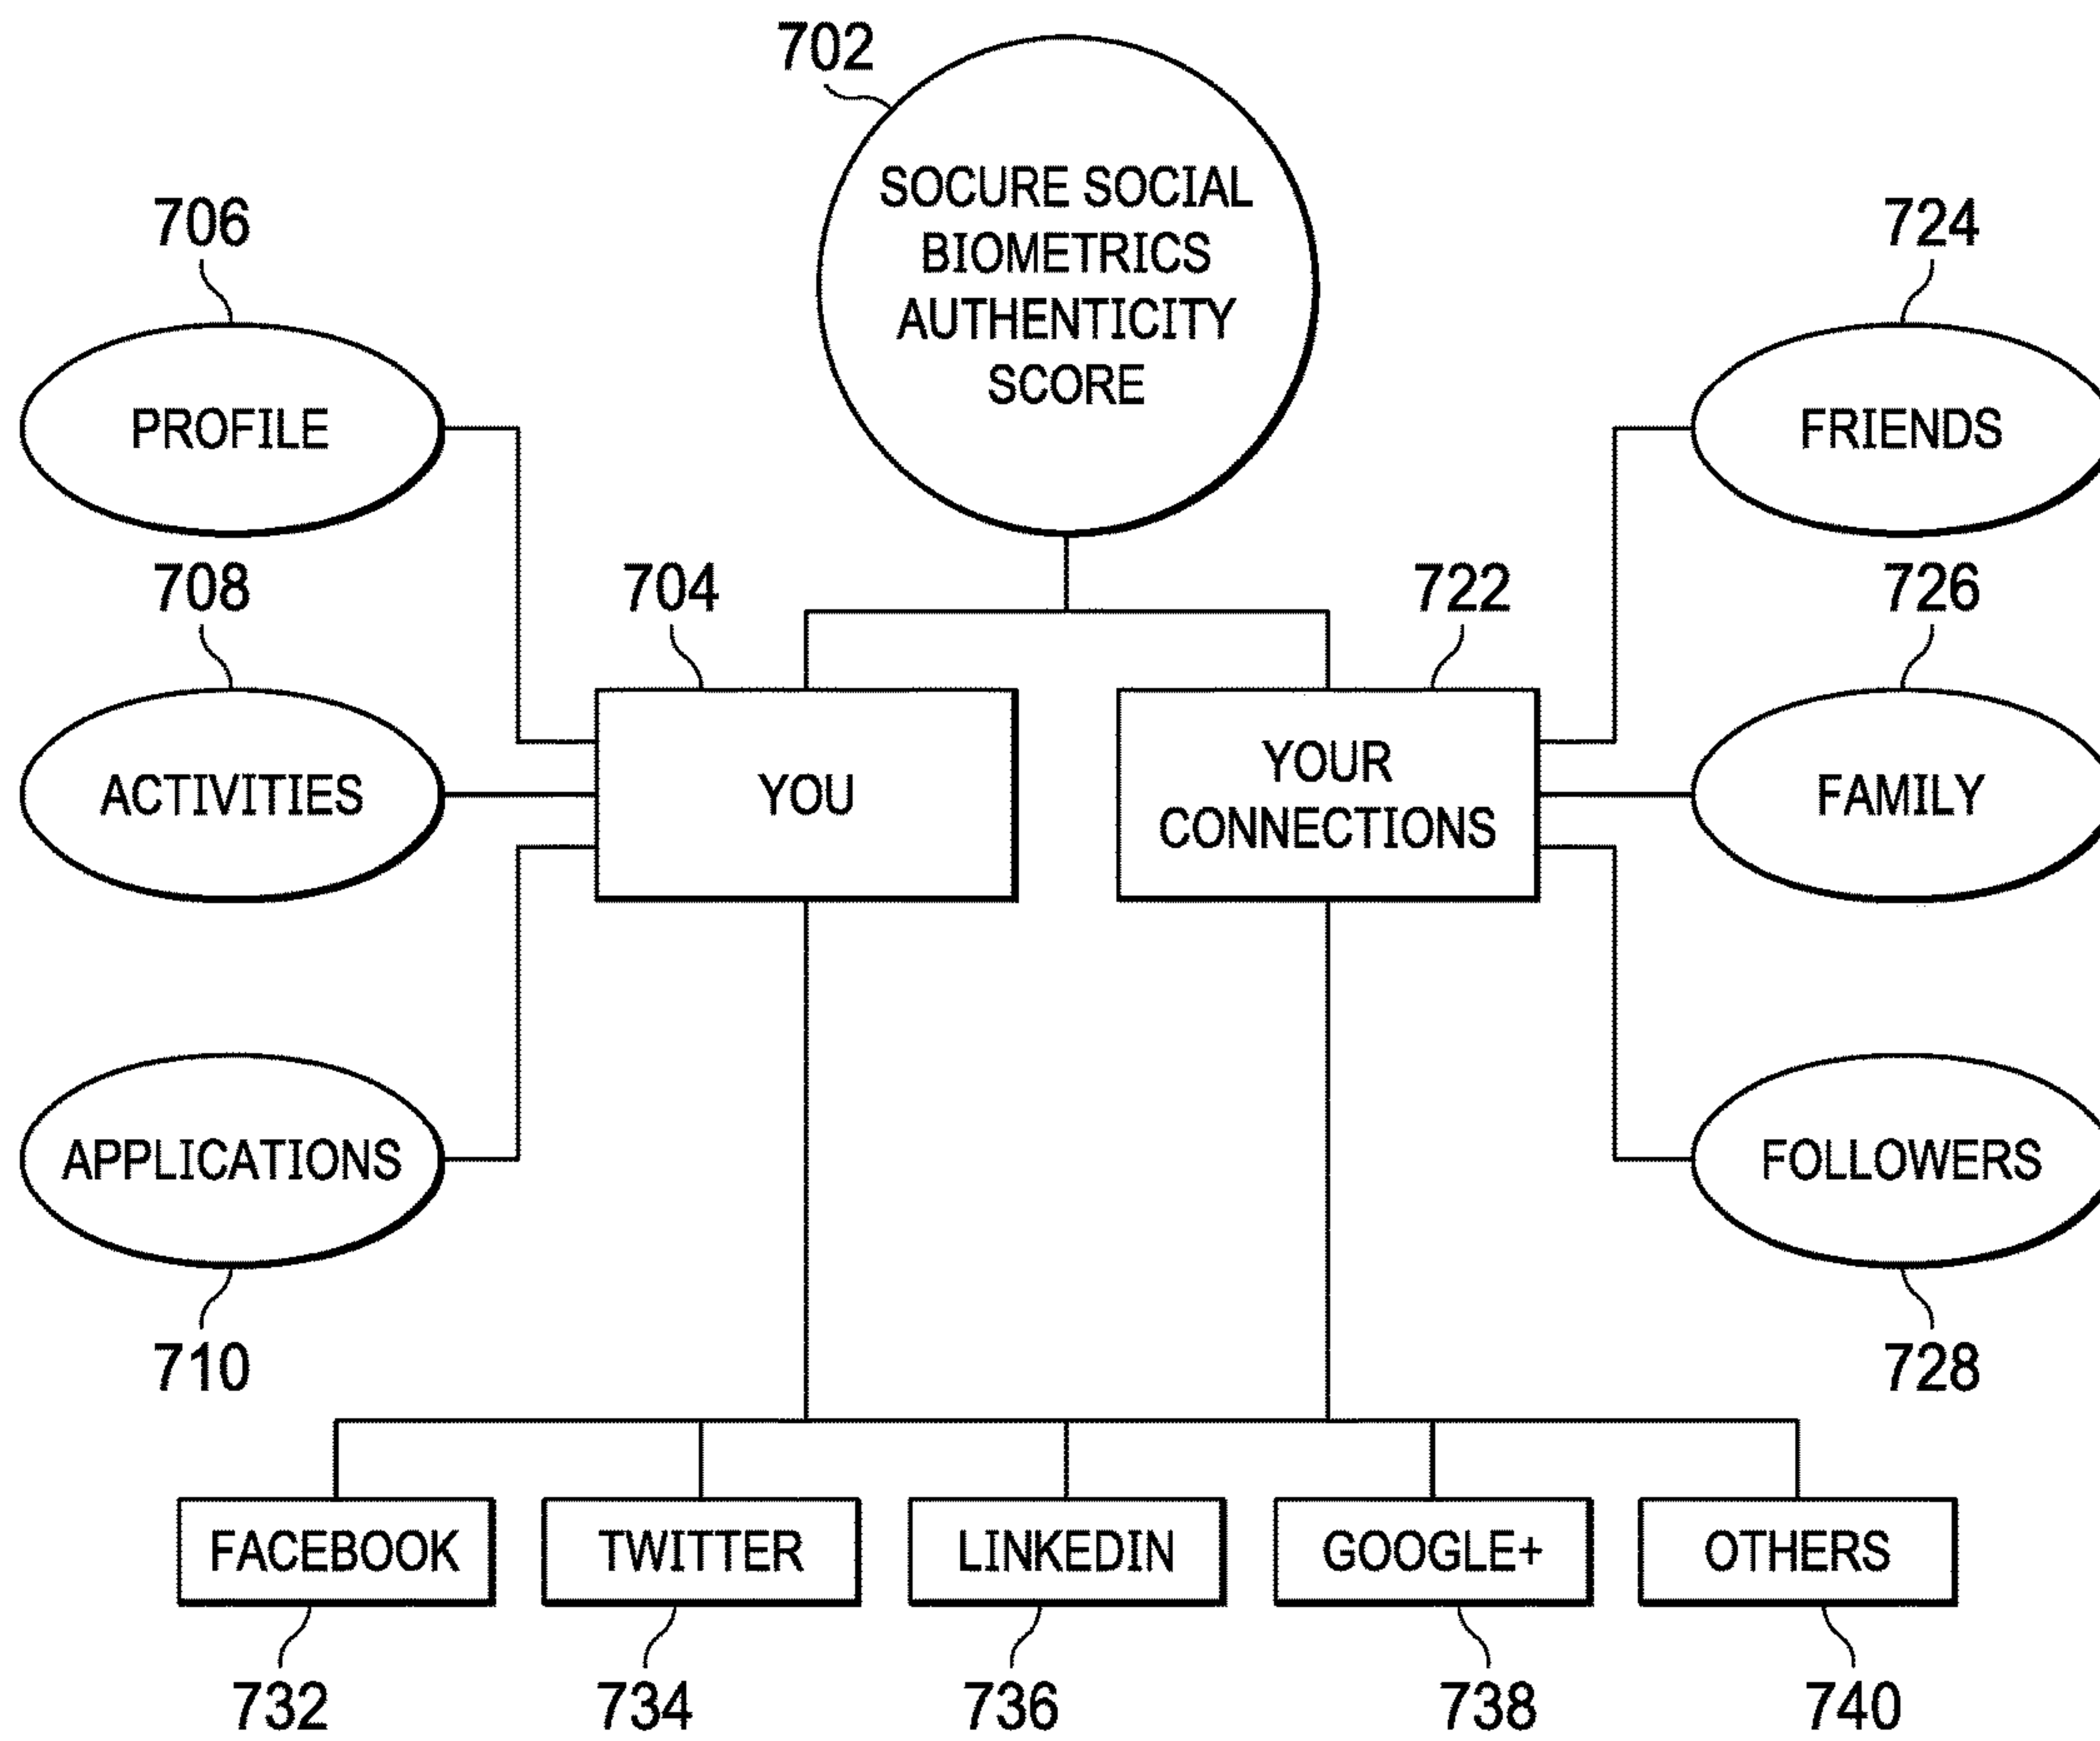 702
SOCURE SOCIAL
BIOMETRICS
AUTHENTICITY
SCORE
706
PROFILE
724
FRIENDS
708
ACTIVITIES
704
YOU
722
YOUR
CONNECTIONS
726
FAMILY
APPLICATIONS
710
FOLLOWERS
728
FACEBOOK
TWITTER
LINKEDIN
GOOGLE+
OTHERS
732
734
736
738
740